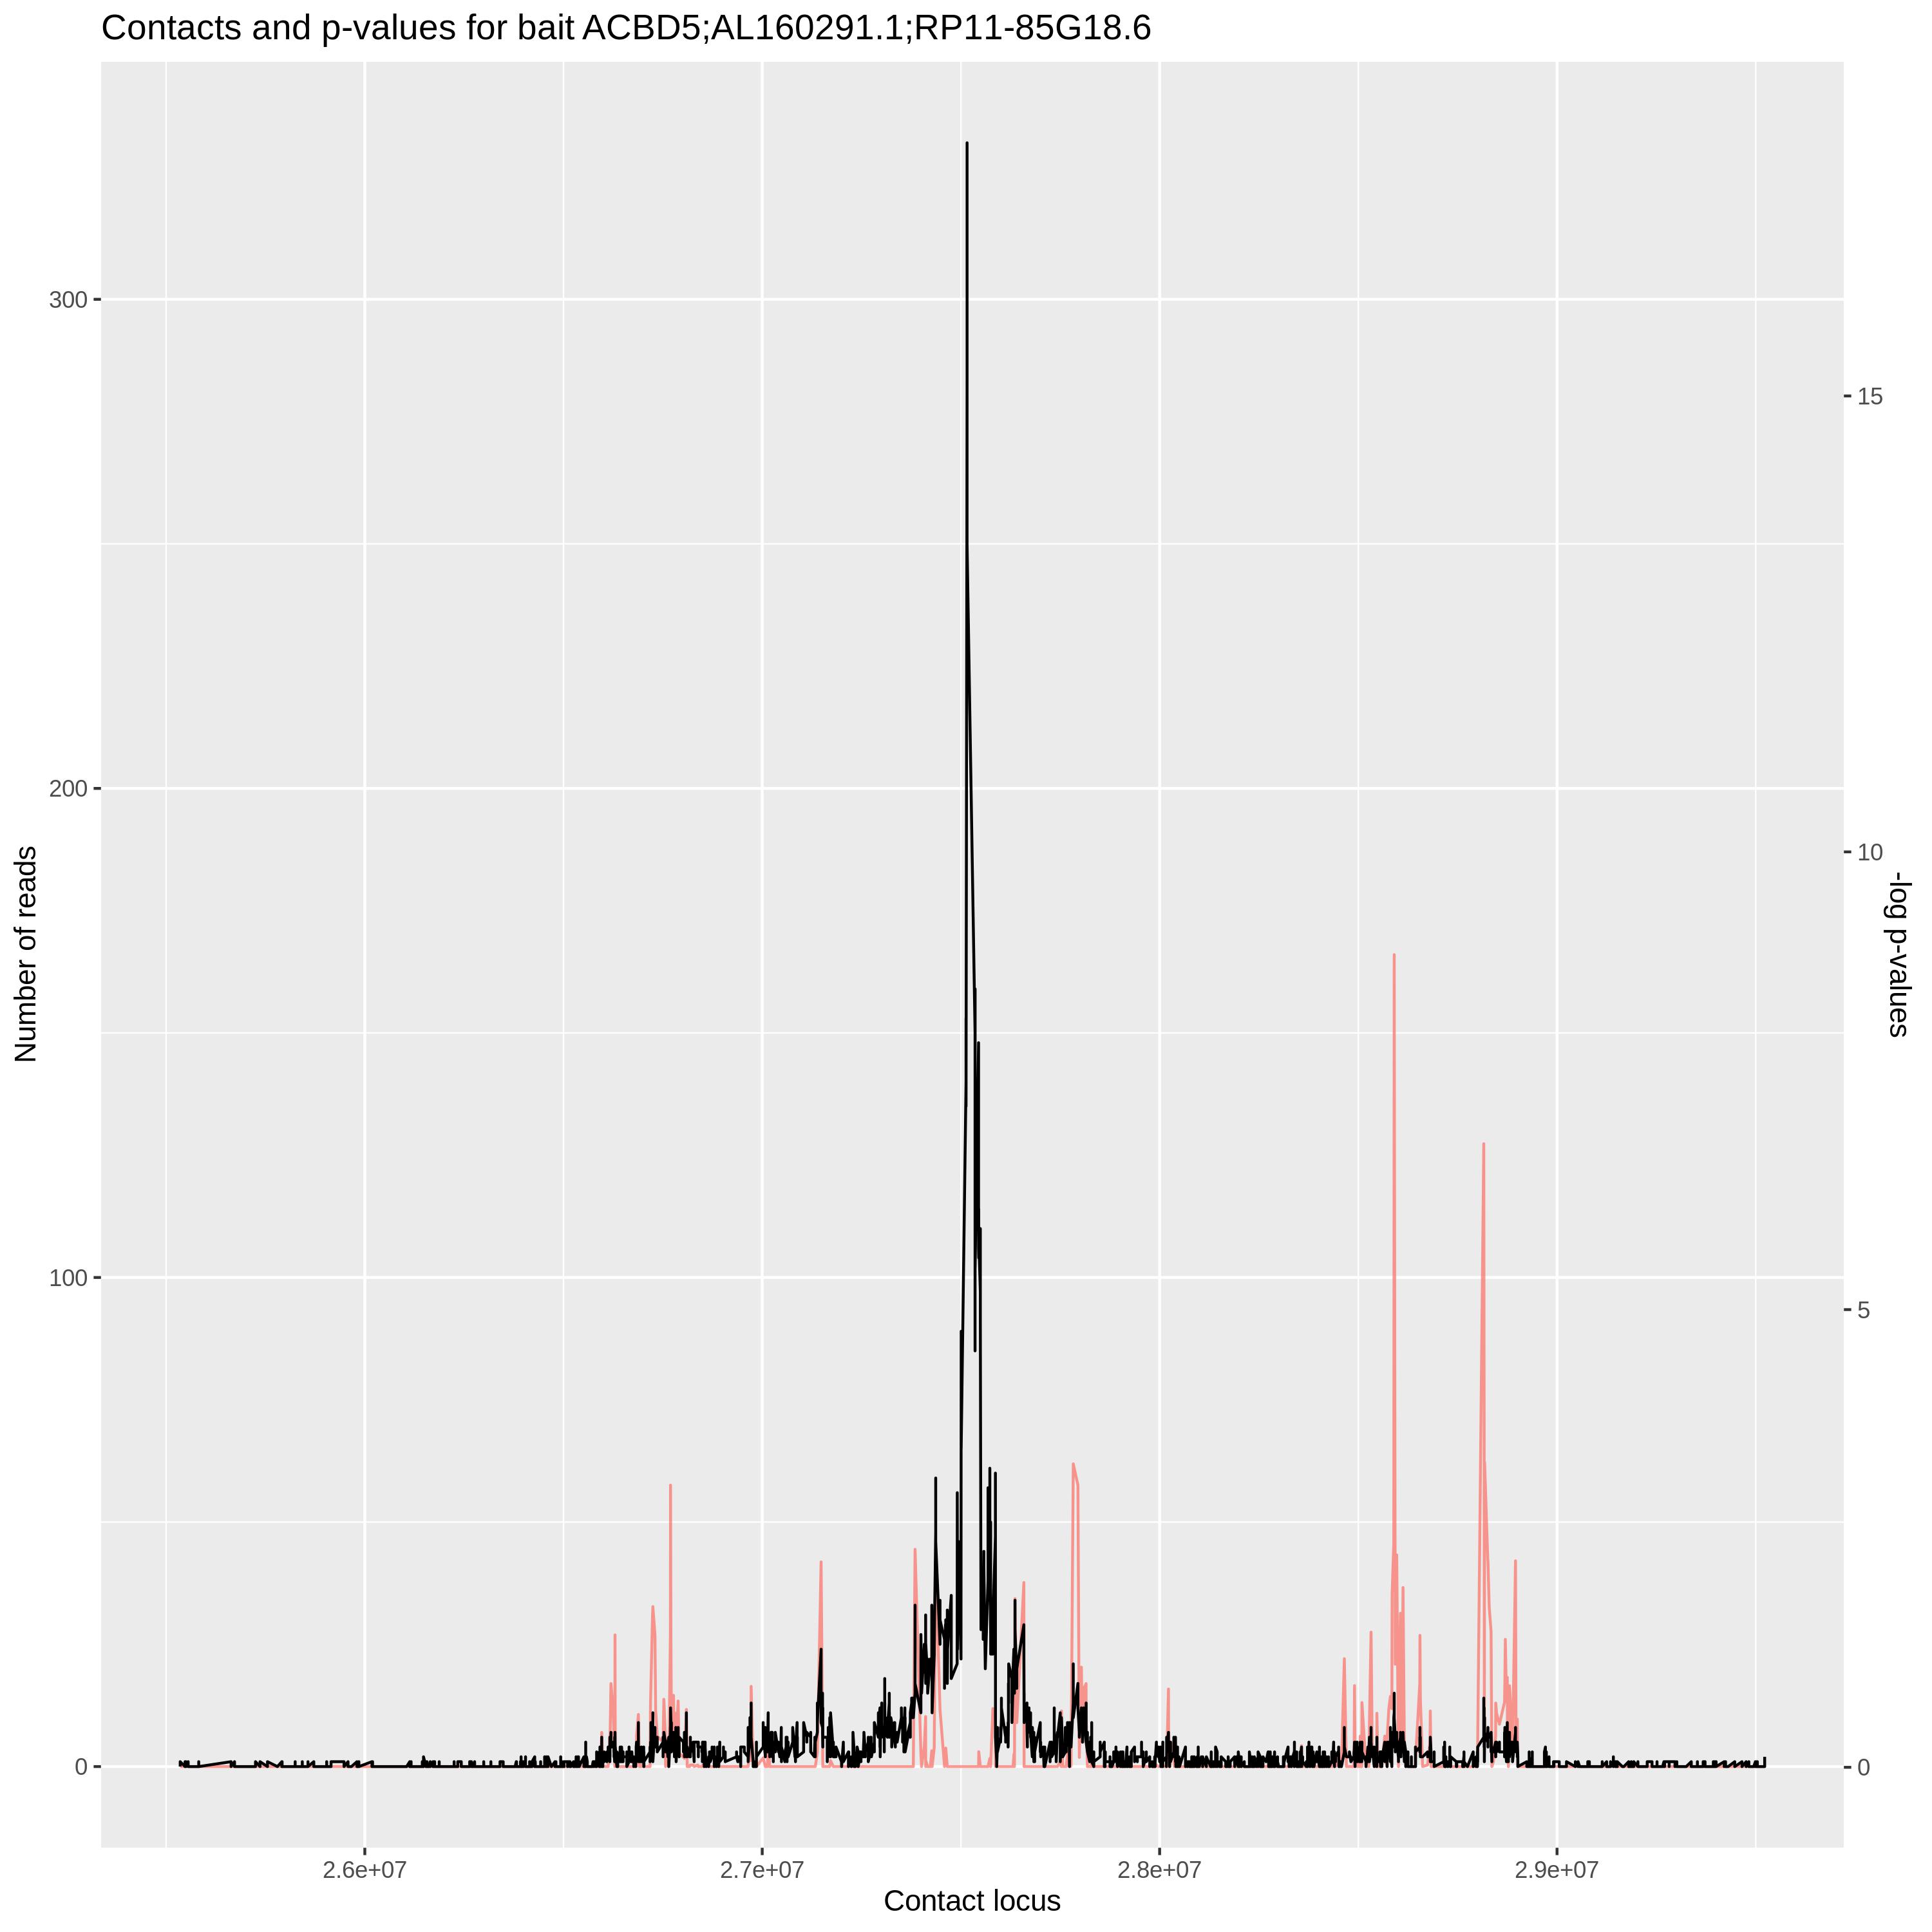 Contacts and p-values for bait ACBD5;AL160291.1;RP11-85G18.6
300
200
100
0
15
10
5
0
Number of reads
-log p-values
2.6e+07
2.7e+07
2.8e+07
2.9e+07
Contact locus